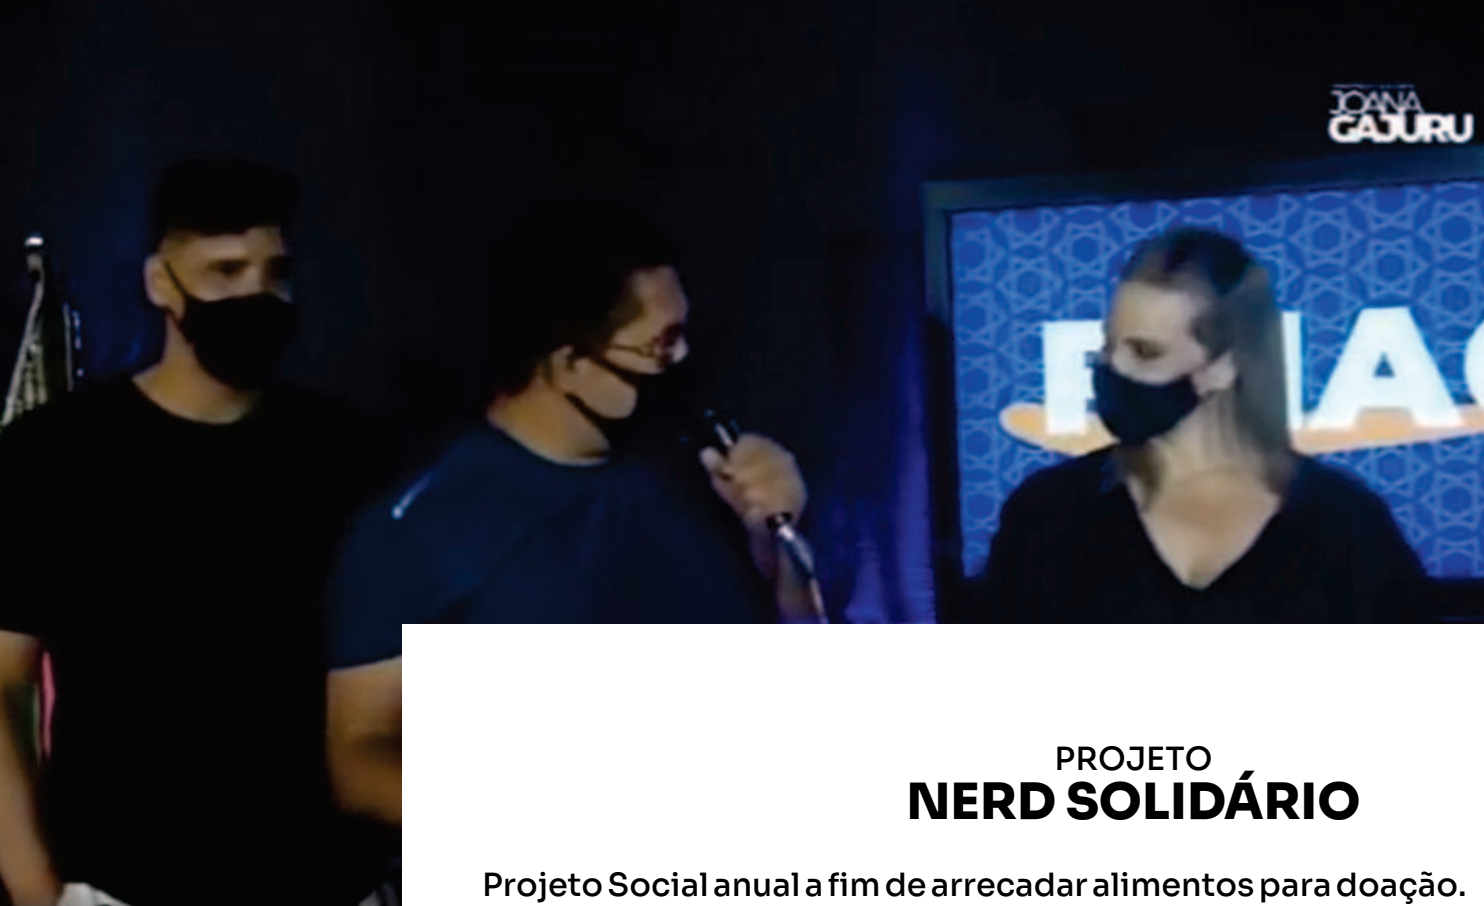 JOANA
GAJURU
PROJETO
NERD SOLIDÁRIO
Projeto Social anual a fim de arrecadar alimentos para doação.